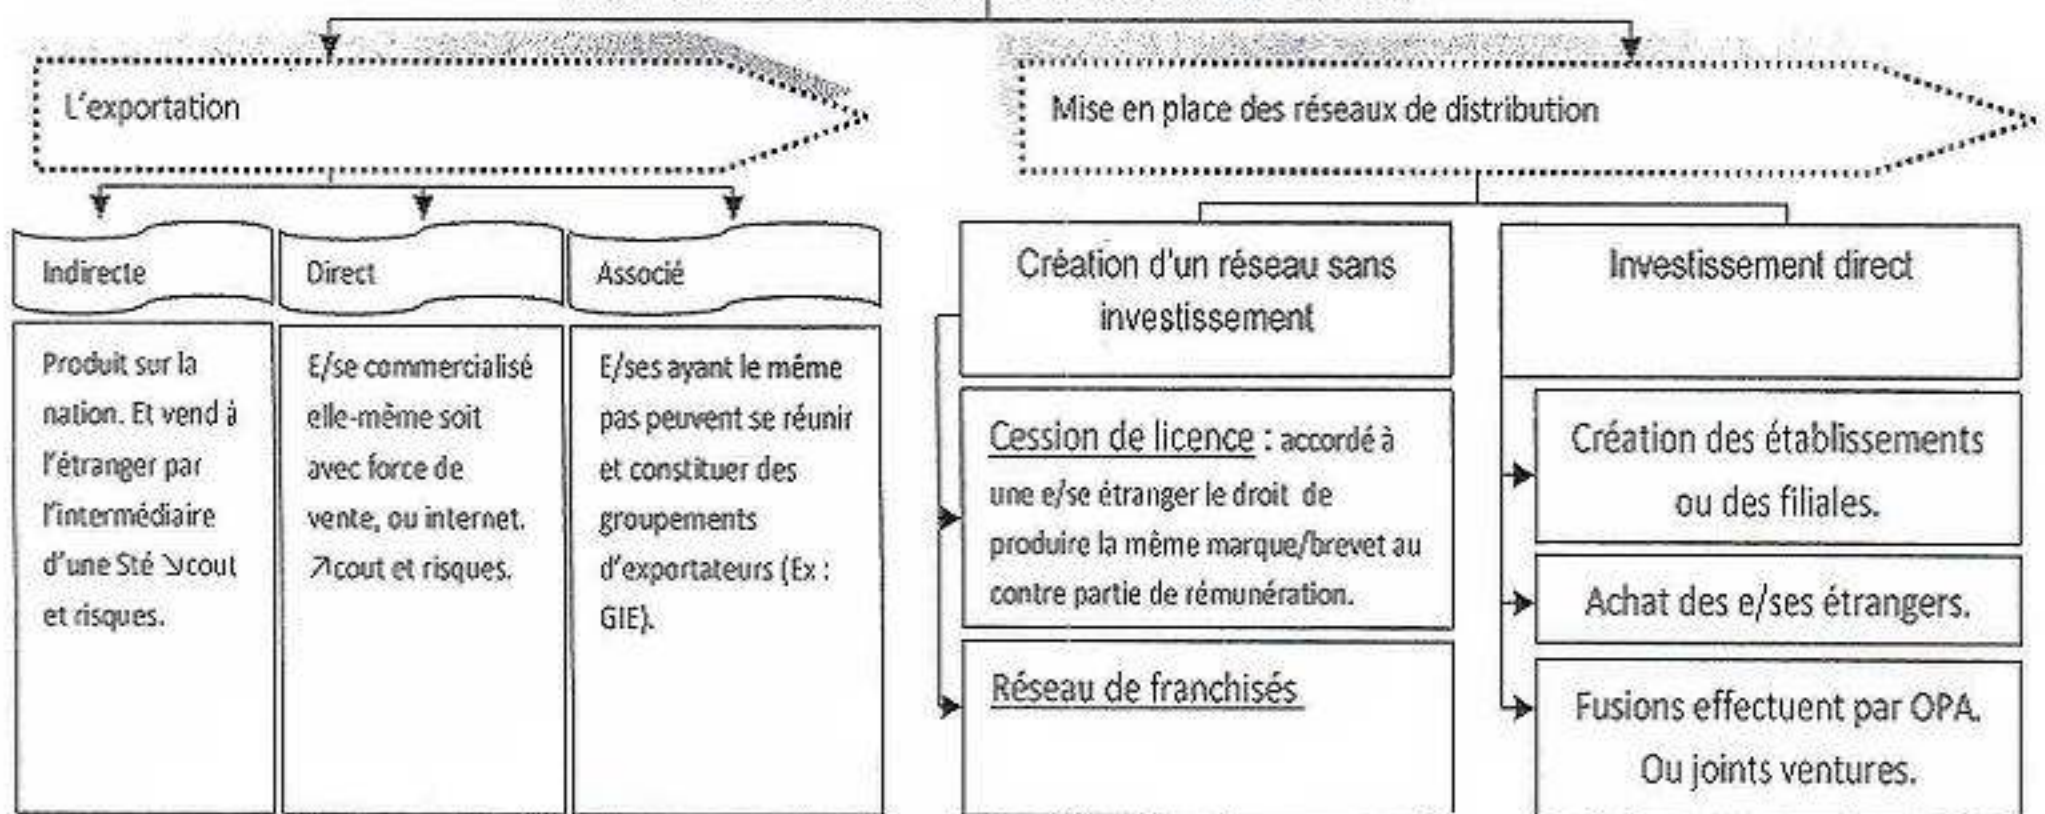 L'exportation
Mise en place des réseaux de distribution
Indirecte
Produit sur la
nation. Et vend à
l'étranger par
l'intermédiaire
d'une Sté ↘cout
et risques.
Direct
E/se commercialisé
elle-même soit
avec force de
vente, ou internet.
↗cout et risques.
Associé
E/ses ayant le même
pas peuvent se réunir
et constituer des
groupements
d'exportateurs (Ex :
GIE).
Création d'un réseau sans
investissement
Cession de licence : accordé à
une e/se étranger le droit de
produire la même marque/brevet au
contre partie de rémunération.
Réseau de franchisés
Investissement direct
Création des établissements
ou des filiales.
Achat des e/ses étrangers.
Fusions effectuent par OPA.
Ou joints ventures.